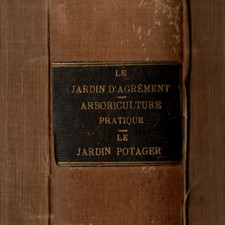 LE
JARDIN D'AGRÉMENT
ARBORICULTURE
PRATIQUE
LE
JARDIN POTAGER